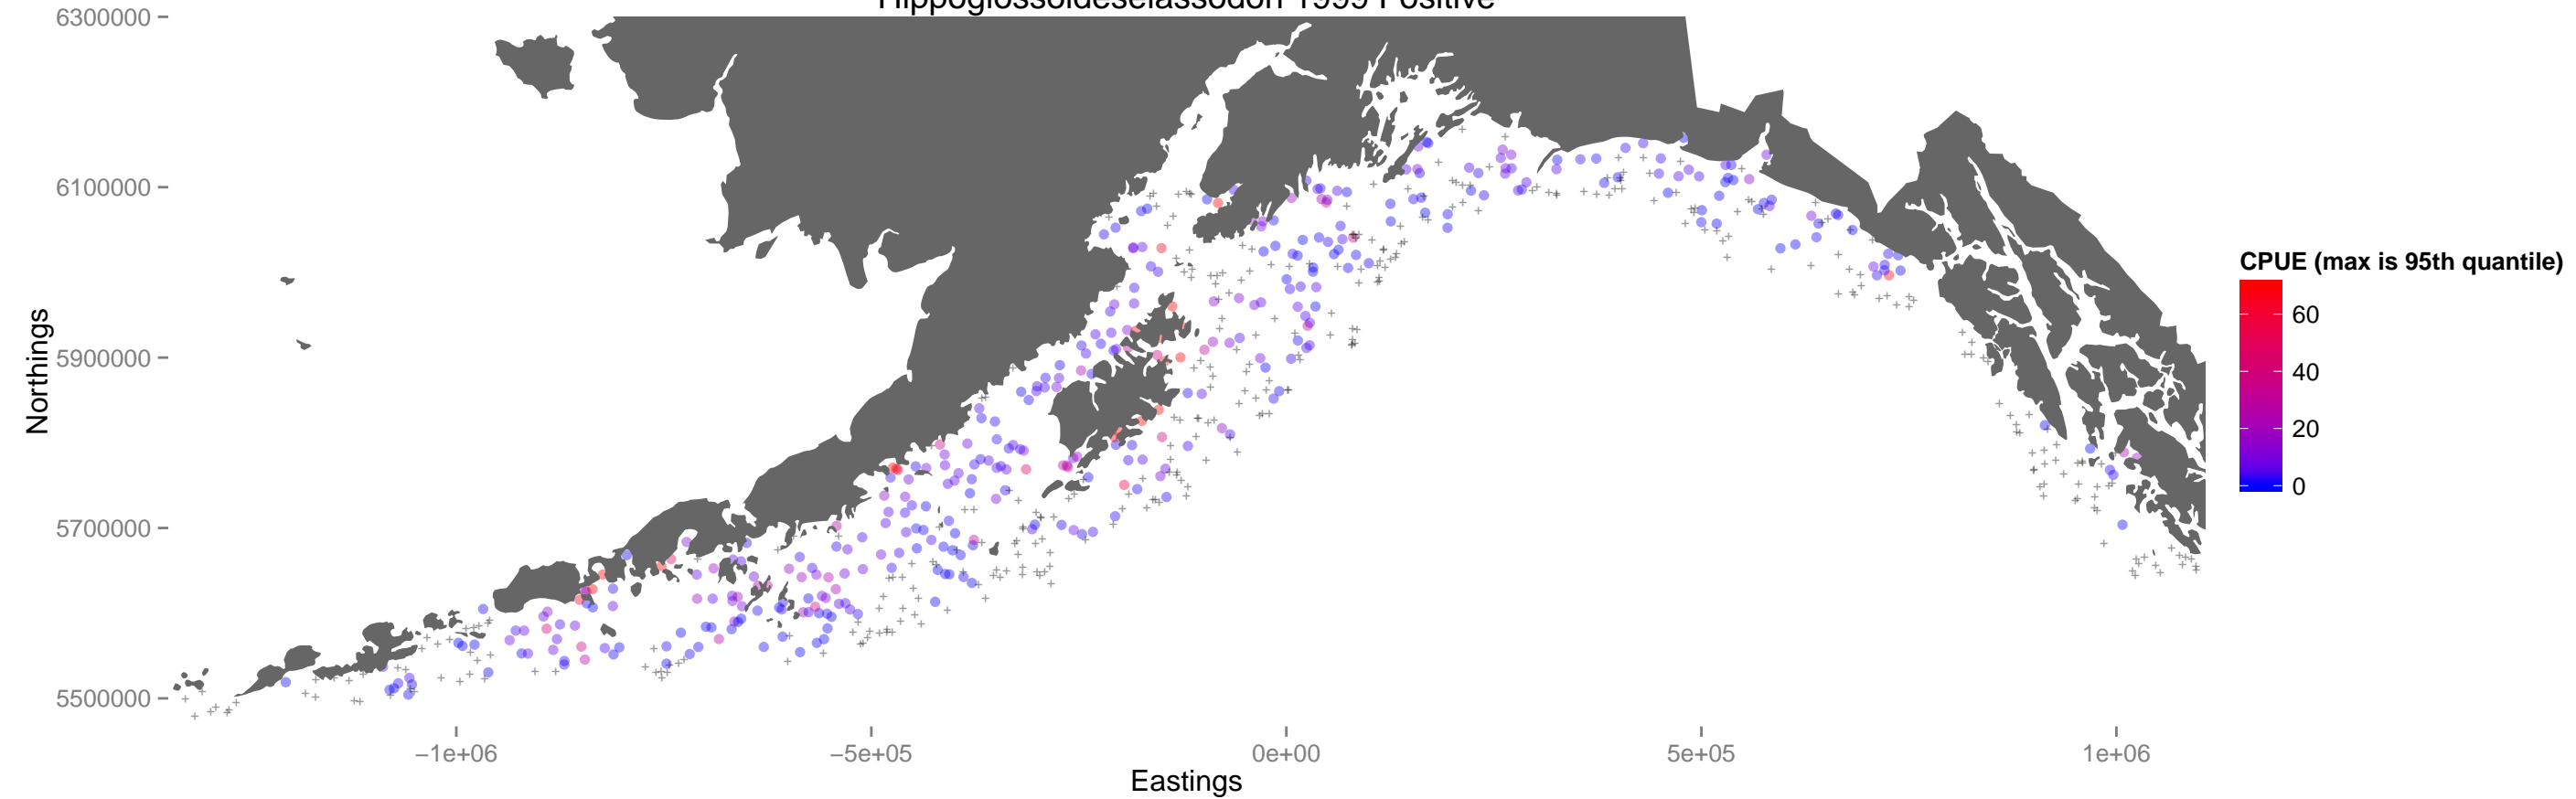 Hippoglossoideselassodon 1999 Positive
6300000
6100000
5900000
5700000
5500000
Northings
−1e+06
−5e+05
0e+00
5e+05
1e+06
Eastings
CPUE (max is 95th quantile)
60
40
20
0